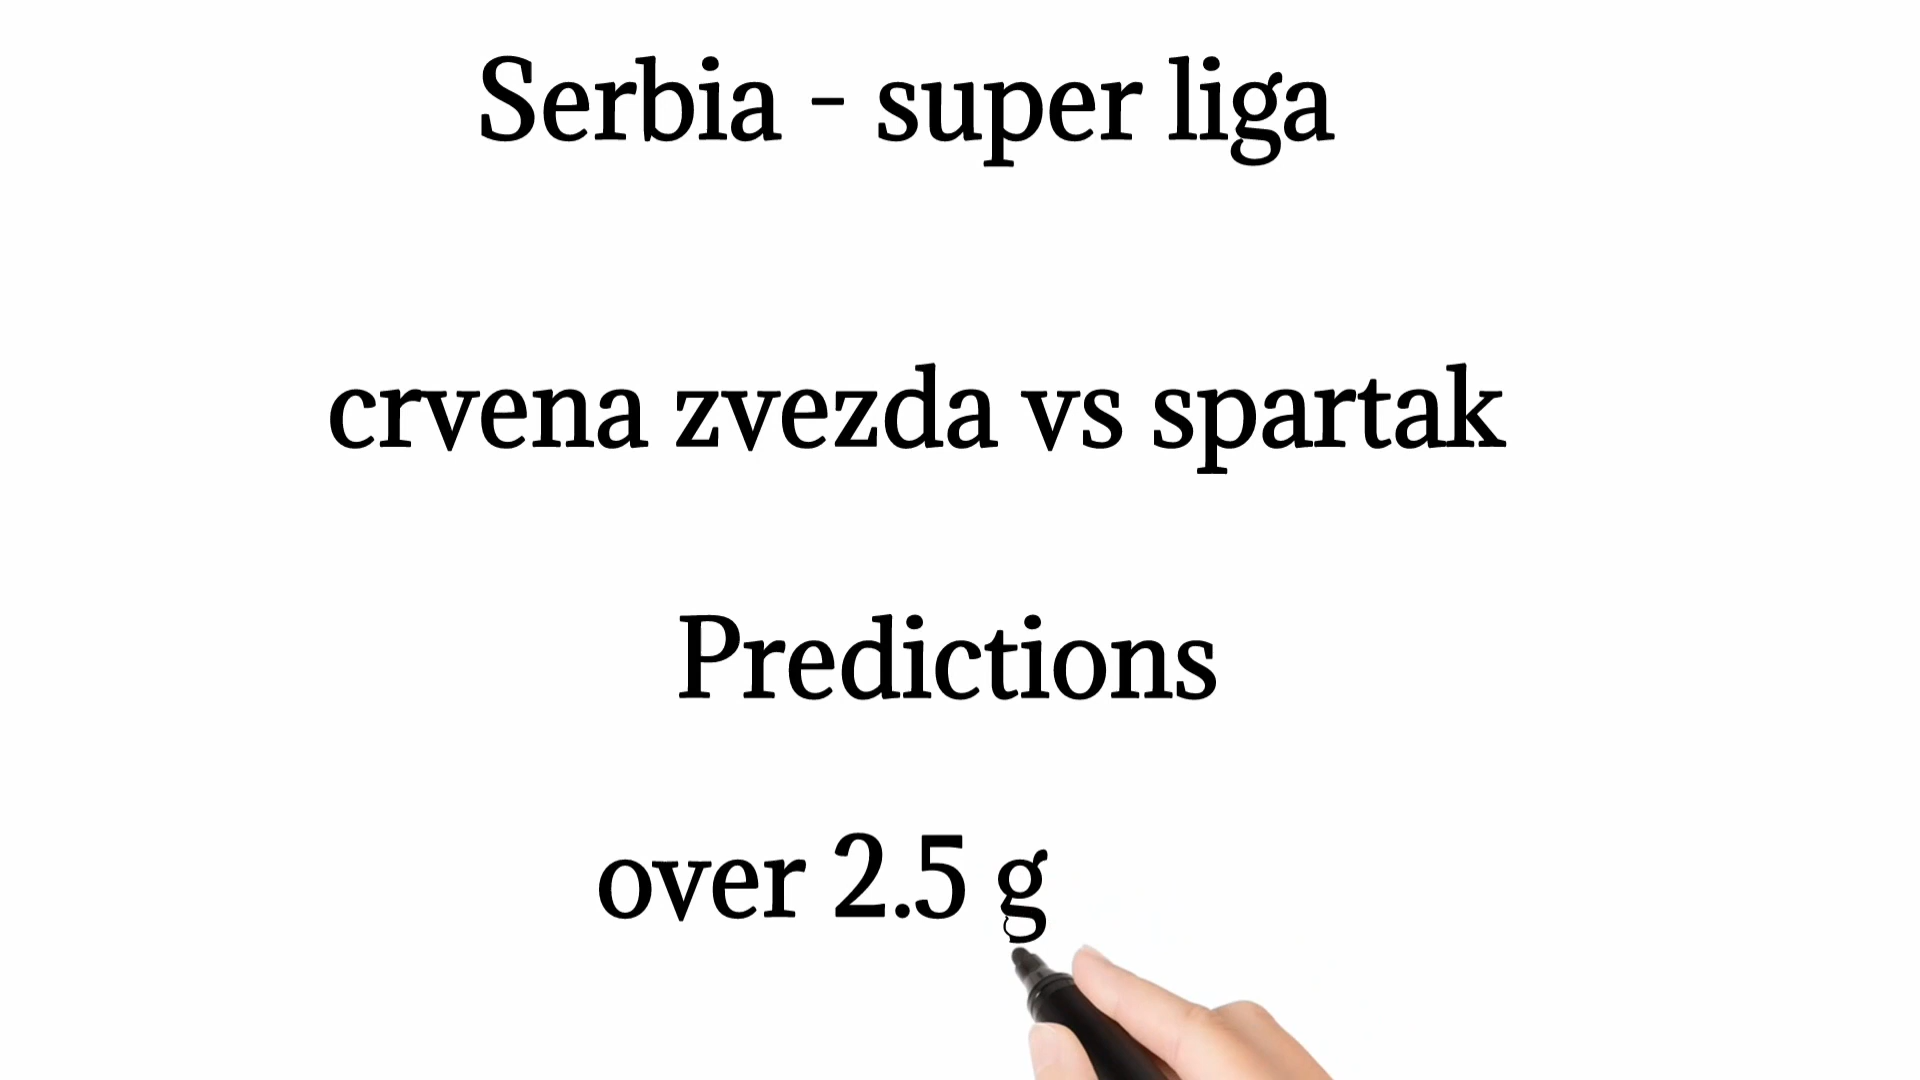 Serbia - super liga
crvena zvezda vs spartak
Predictions
over 2.5 g